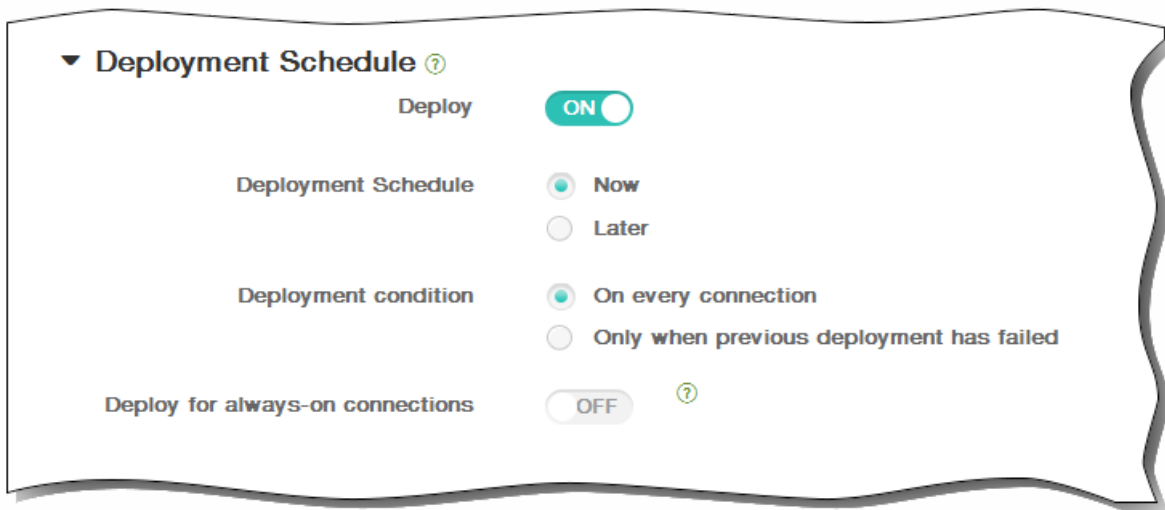 Deployment Schedule ?
Deploy ON
Deployment Schedule Now
Later
Deployment condition On every connection
Only when previous deployment has failed
Deploy for always-on connections OFF ?